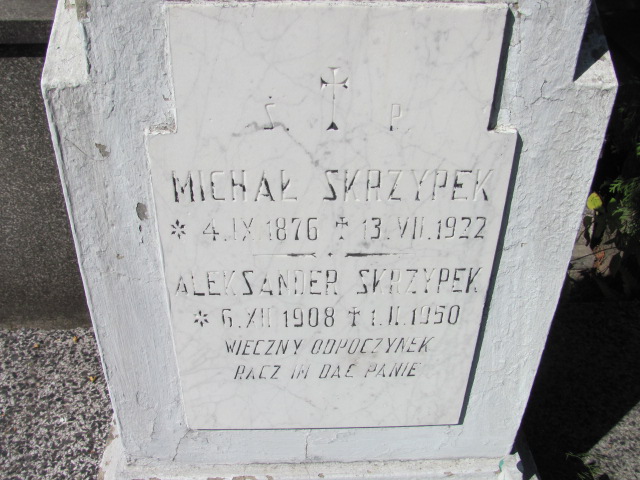 Ś. P.
MICHAŁ SKRZYPEK
* 4.IX.1876 † 13.VII.1922
ALEKSANDER SKRZYPEK
* 6.XII 1908 † 1.II.1950
WIECZNY ODPOCZYNEK
RACZ IM DAĆ PANIE